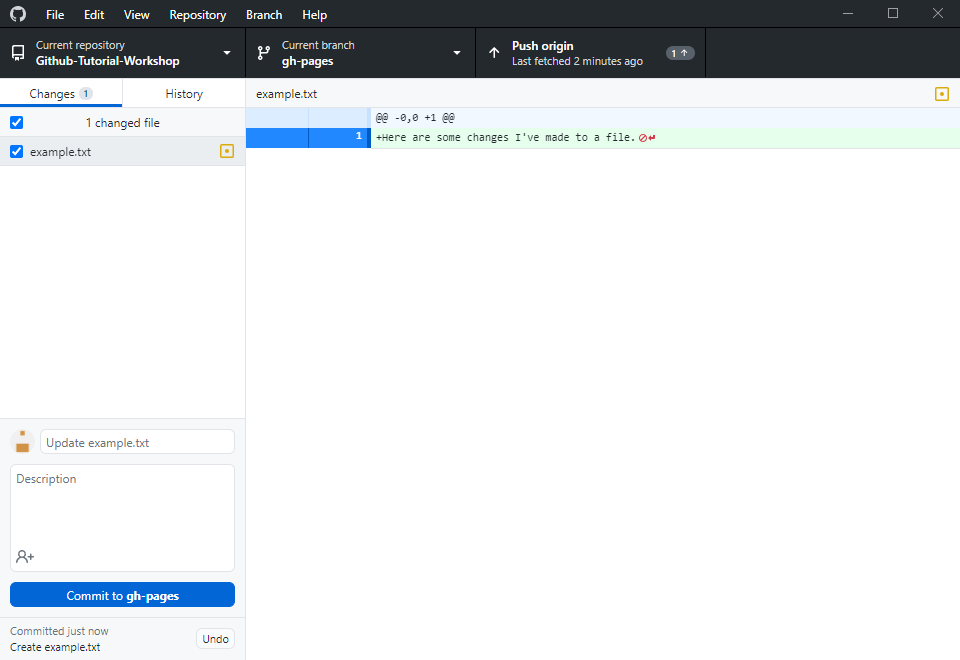 File Edit View Repository Branch Help
Current repository
Github-Tutorial-Workshop
Current branch
gh-pages
Push origin
Last fetched 2 minutes ago
1
Changes 1
History
1 changed file
example.txt
example.txt
@@ -0,0 +1 @@
1 +Here are some changes I've made to a file.
Update example.txt
Description
Commit to gh-pages
Committed just now
Create example.txt
Undo